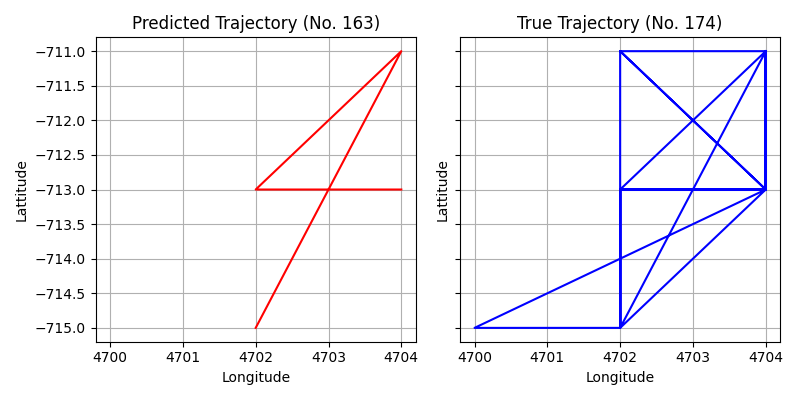 Predicted Trajectory (No. 163)
True Trajectory (No. 174)
Lattitude
−711.0
−711.5
−712.0
−712.5
−713.0
−713.5
−714.0
−714.5
−715.0
4700 4701 4702 4703 4704
Longitude
Lattitude
4700 4701 4702 4703 4704
Longitude